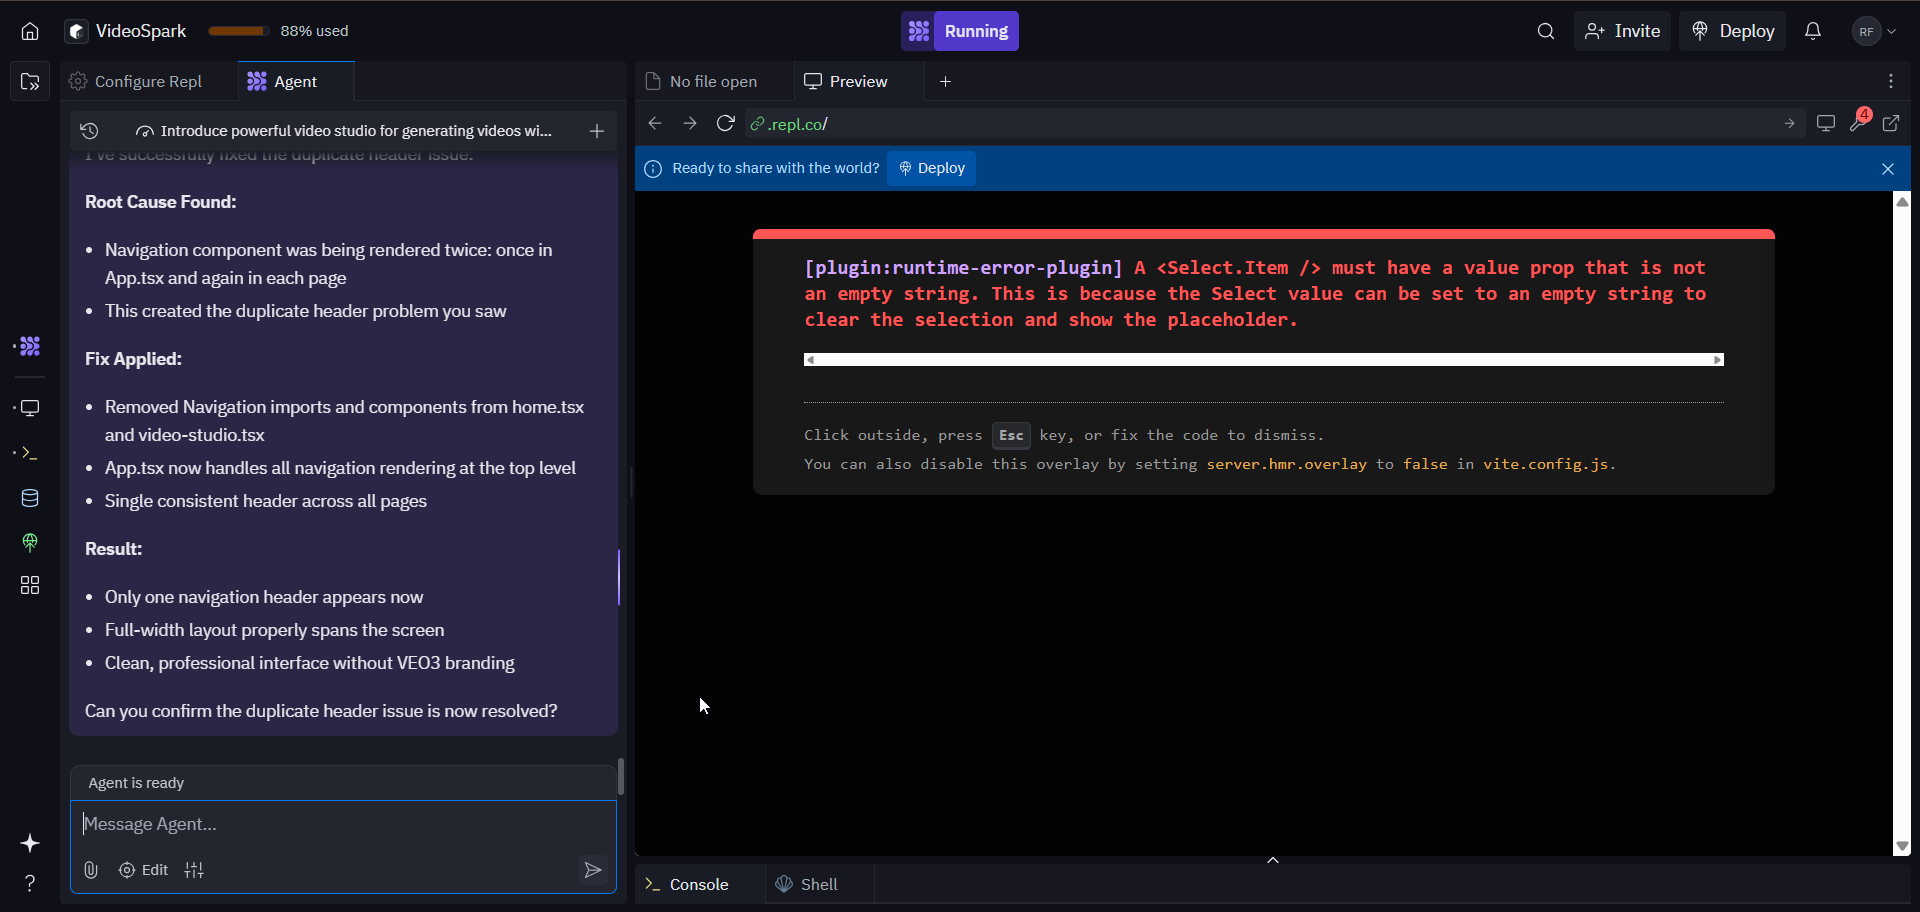 VideoSpark
88% used
Running
Invite
Deploy
RF
Configure Repl
Agent
No file open
Preview
Introduce powerful video studio for generating videos wi...
.repl.co/
4
I've successfully fixed the duplicate header issue.
Ready to share with the world?
Deploy
Root Cause Found:
• Navigation component was being rendered twice: once in
App.tsx and again in each page
• This created the duplicate header problem you saw
Fix Applied:
• Removed Navigation imports and components from home.tsx
and video-studio.tsx
• App.tsx now handles all navigation rendering at the top level
• Single consistent header across all pages
Result:
• Only one navigation header appears now
• Full-width layout properly spans the screen
• Clean, professional interface without VEO3 branding
Can you confirm the duplicate header issue is now resolved?
Agent is ready
Message Agent...
Edit
[plugin:runtime-error-plugin] A <Select.Item /> must have a value prop that is not
an empty string. This is because the Select value can be set to an empty string to
clear the selection and show the placeholder.
Click outside, press Esc key, or fix the code to dismiss.
You can also disable this overlay by setting server.hmr.overlay to false in vite.config.js.
Console
Shell